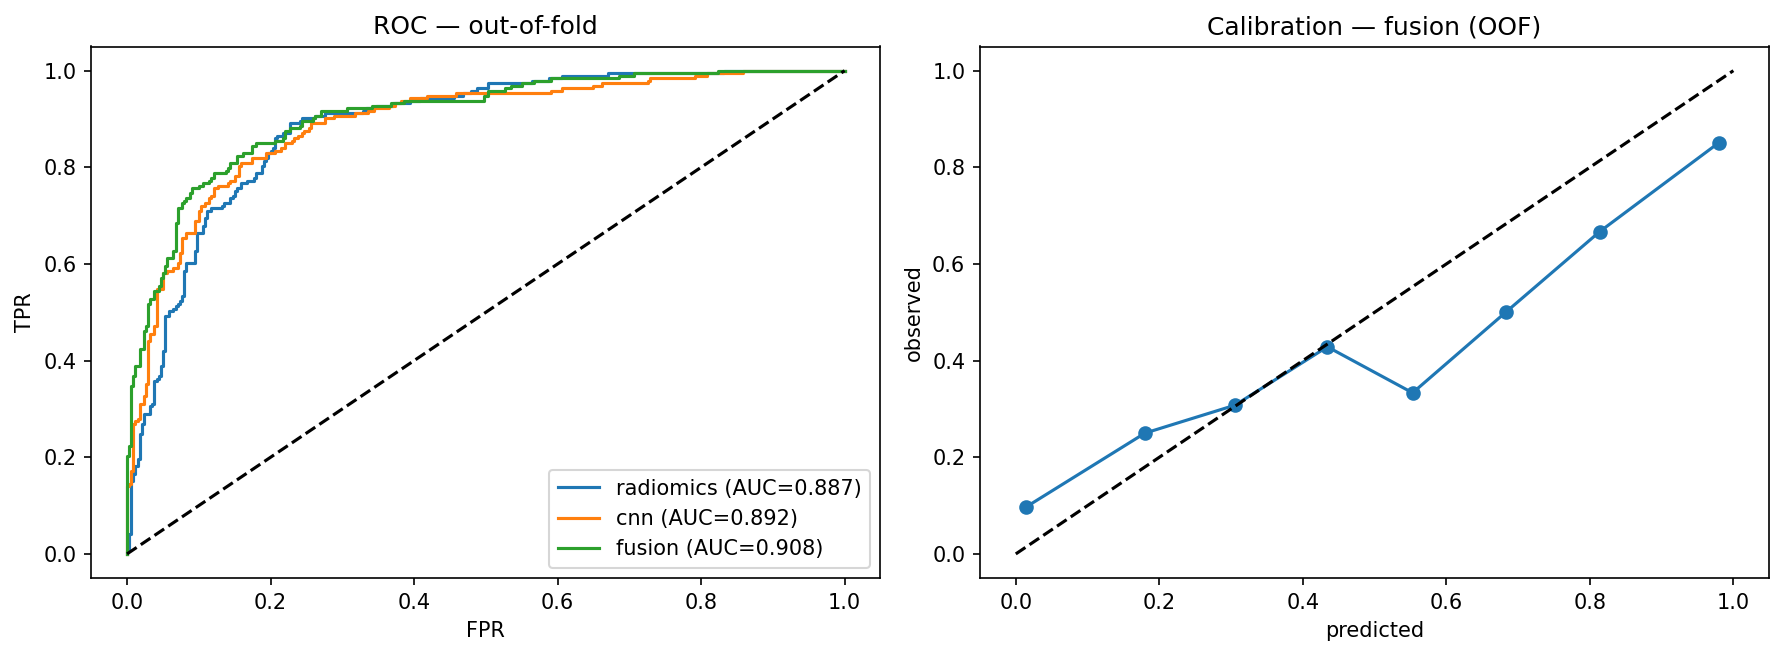 ROC — out-of-fold
TPR
1.0
0.8
0.6
0.4
0.2
0.0
radiomics (AUC=0.887)
cnn (AUC=0.892)
fusion (AUC=0.908)
0.0 0.2 0.4 0.6 0.8 1.0
FPR
Calibration — fusion (OOF)
observed
1.0
0.8
0.6
0.4
0.2
0.0
0.0 0.2 0.4 0.6 0.8 1.0
predicted